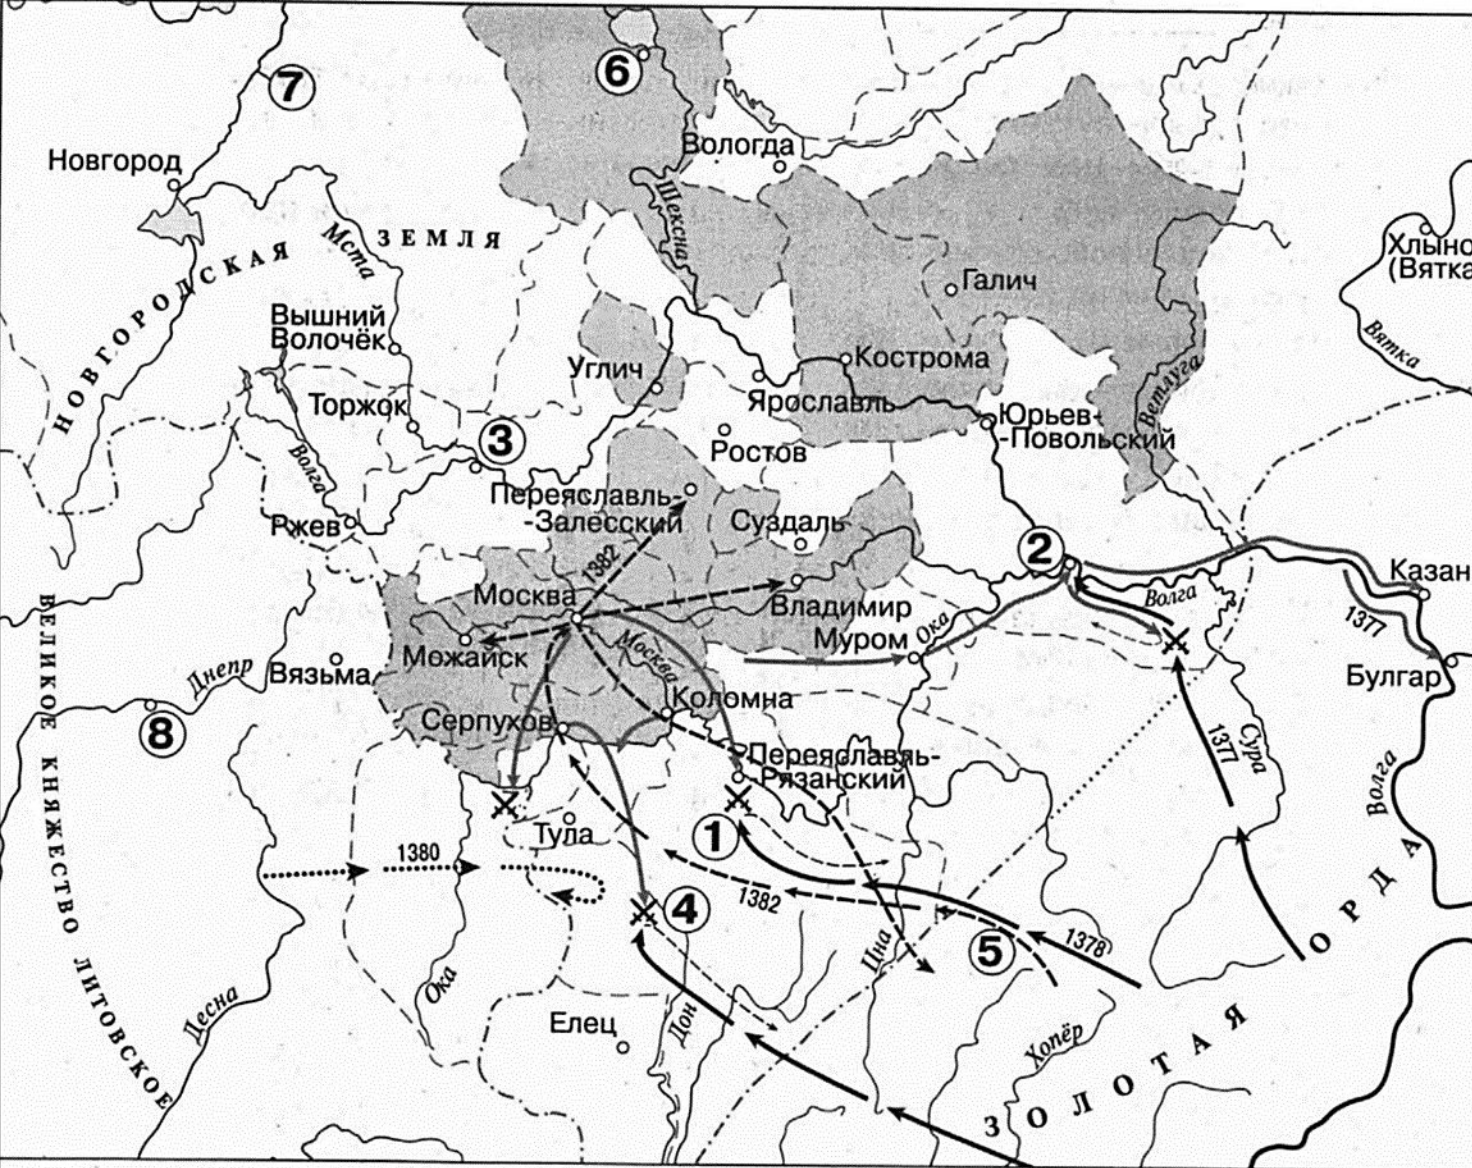 7
6
Новгород
Вологда
НОВГОРОДСКАЯ
ЗЕМЛЯ
Мста
Шексна
Хлыно
(Вятка
Галич
Вышний
Волочёк
Вятка
Углич
Кострома
Ветлуга
Торжок
Ярославль
Юрьев-
-Повольский
3
Ростов
Волга
Переяславль-
-Залесский
Ржев
Суздаль
2
1382
Казан
Москва
Волга
Владимир
1377
Муром
Ока
Москва
Можайск
Вязьма
Днепр
Булгар
Коломна
Серпухов
8
1377
Сура
Переяславль-
-Рязанский
Волга
Тула
1
1380
1382
4
5
1378
Цна
Ока
Десна
Дон
Елец
Хопёр
ВЕЛИКОЕ КНЯЖЕСТВО ЛИТОВСКОЕ
ЗОЛОТАЯ ОРДА